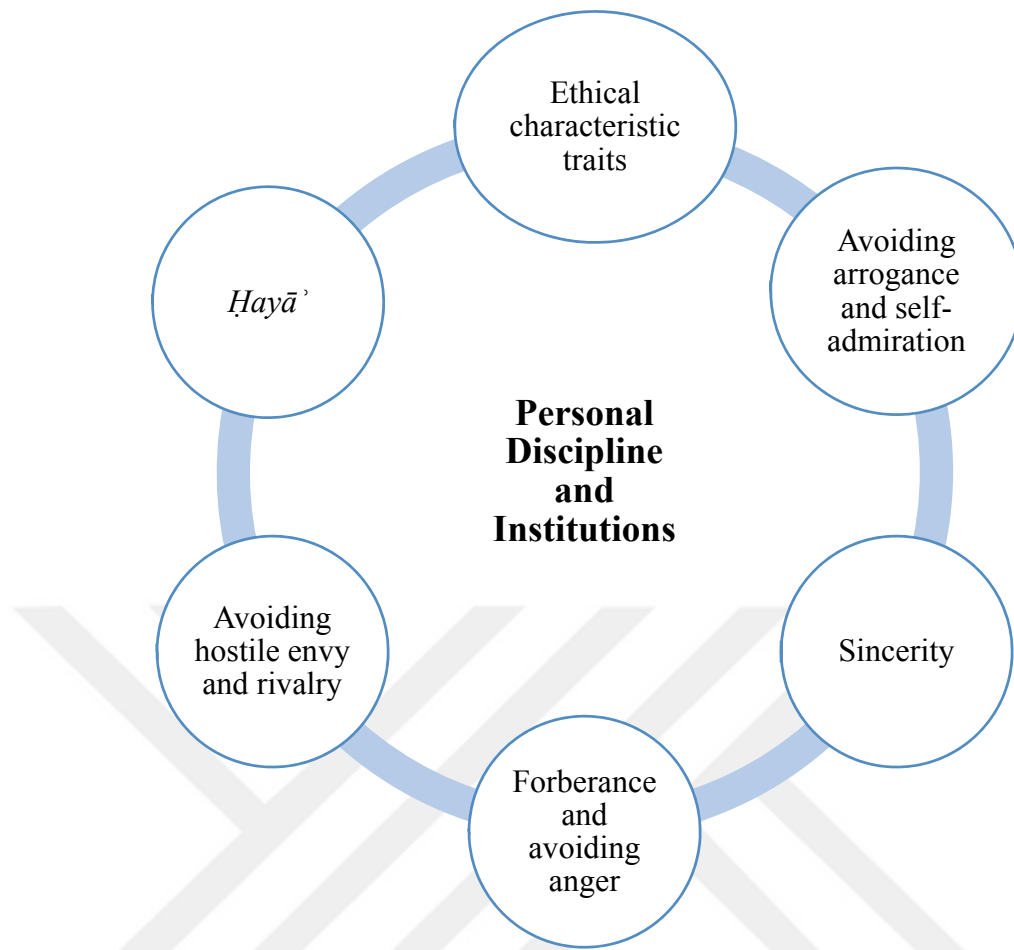 Ethical
characteristic
traits
Avoiding
arrogance
and self-
admiration
Sincerity
Forberance
and
avoiding
anger
Avoiding
hostile envy
and rivalry
Ḥayāʾ
Personal
Discipline
and
Institutions